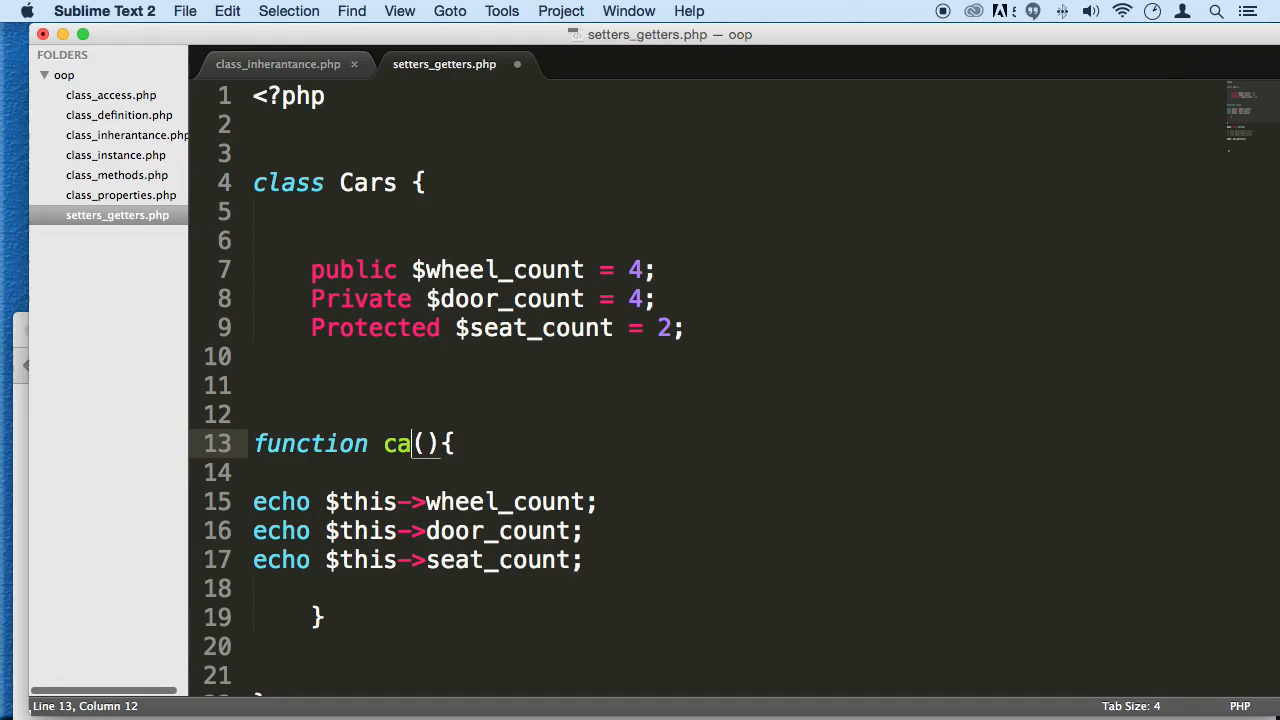 Sublime Text 2 File Edit Selection Find View Goto Tools Project Window Help
setters_getters.php — oop
FOLDERS
oop
class_access.php
class_definition.php
class_inherantance.php
class_instance.php
class_methods.php
class_properties.php
setters_getters.php
class_inherantance.php × setters_getters.php
1 <?php
2
3
4 class Cars {
5
6
7 public $wheel_count = 4;
8 Private $door_count = 4;
9 Protected $seat_count = 2;
10
11
12
13 function ca(){
14
15 echo $this->wheel_count;
16 echo $this->door_count;
17 echo $this->seat_count;
18
19 }
20
21
Line 13, Column 12 Tab Size: 4 PHP